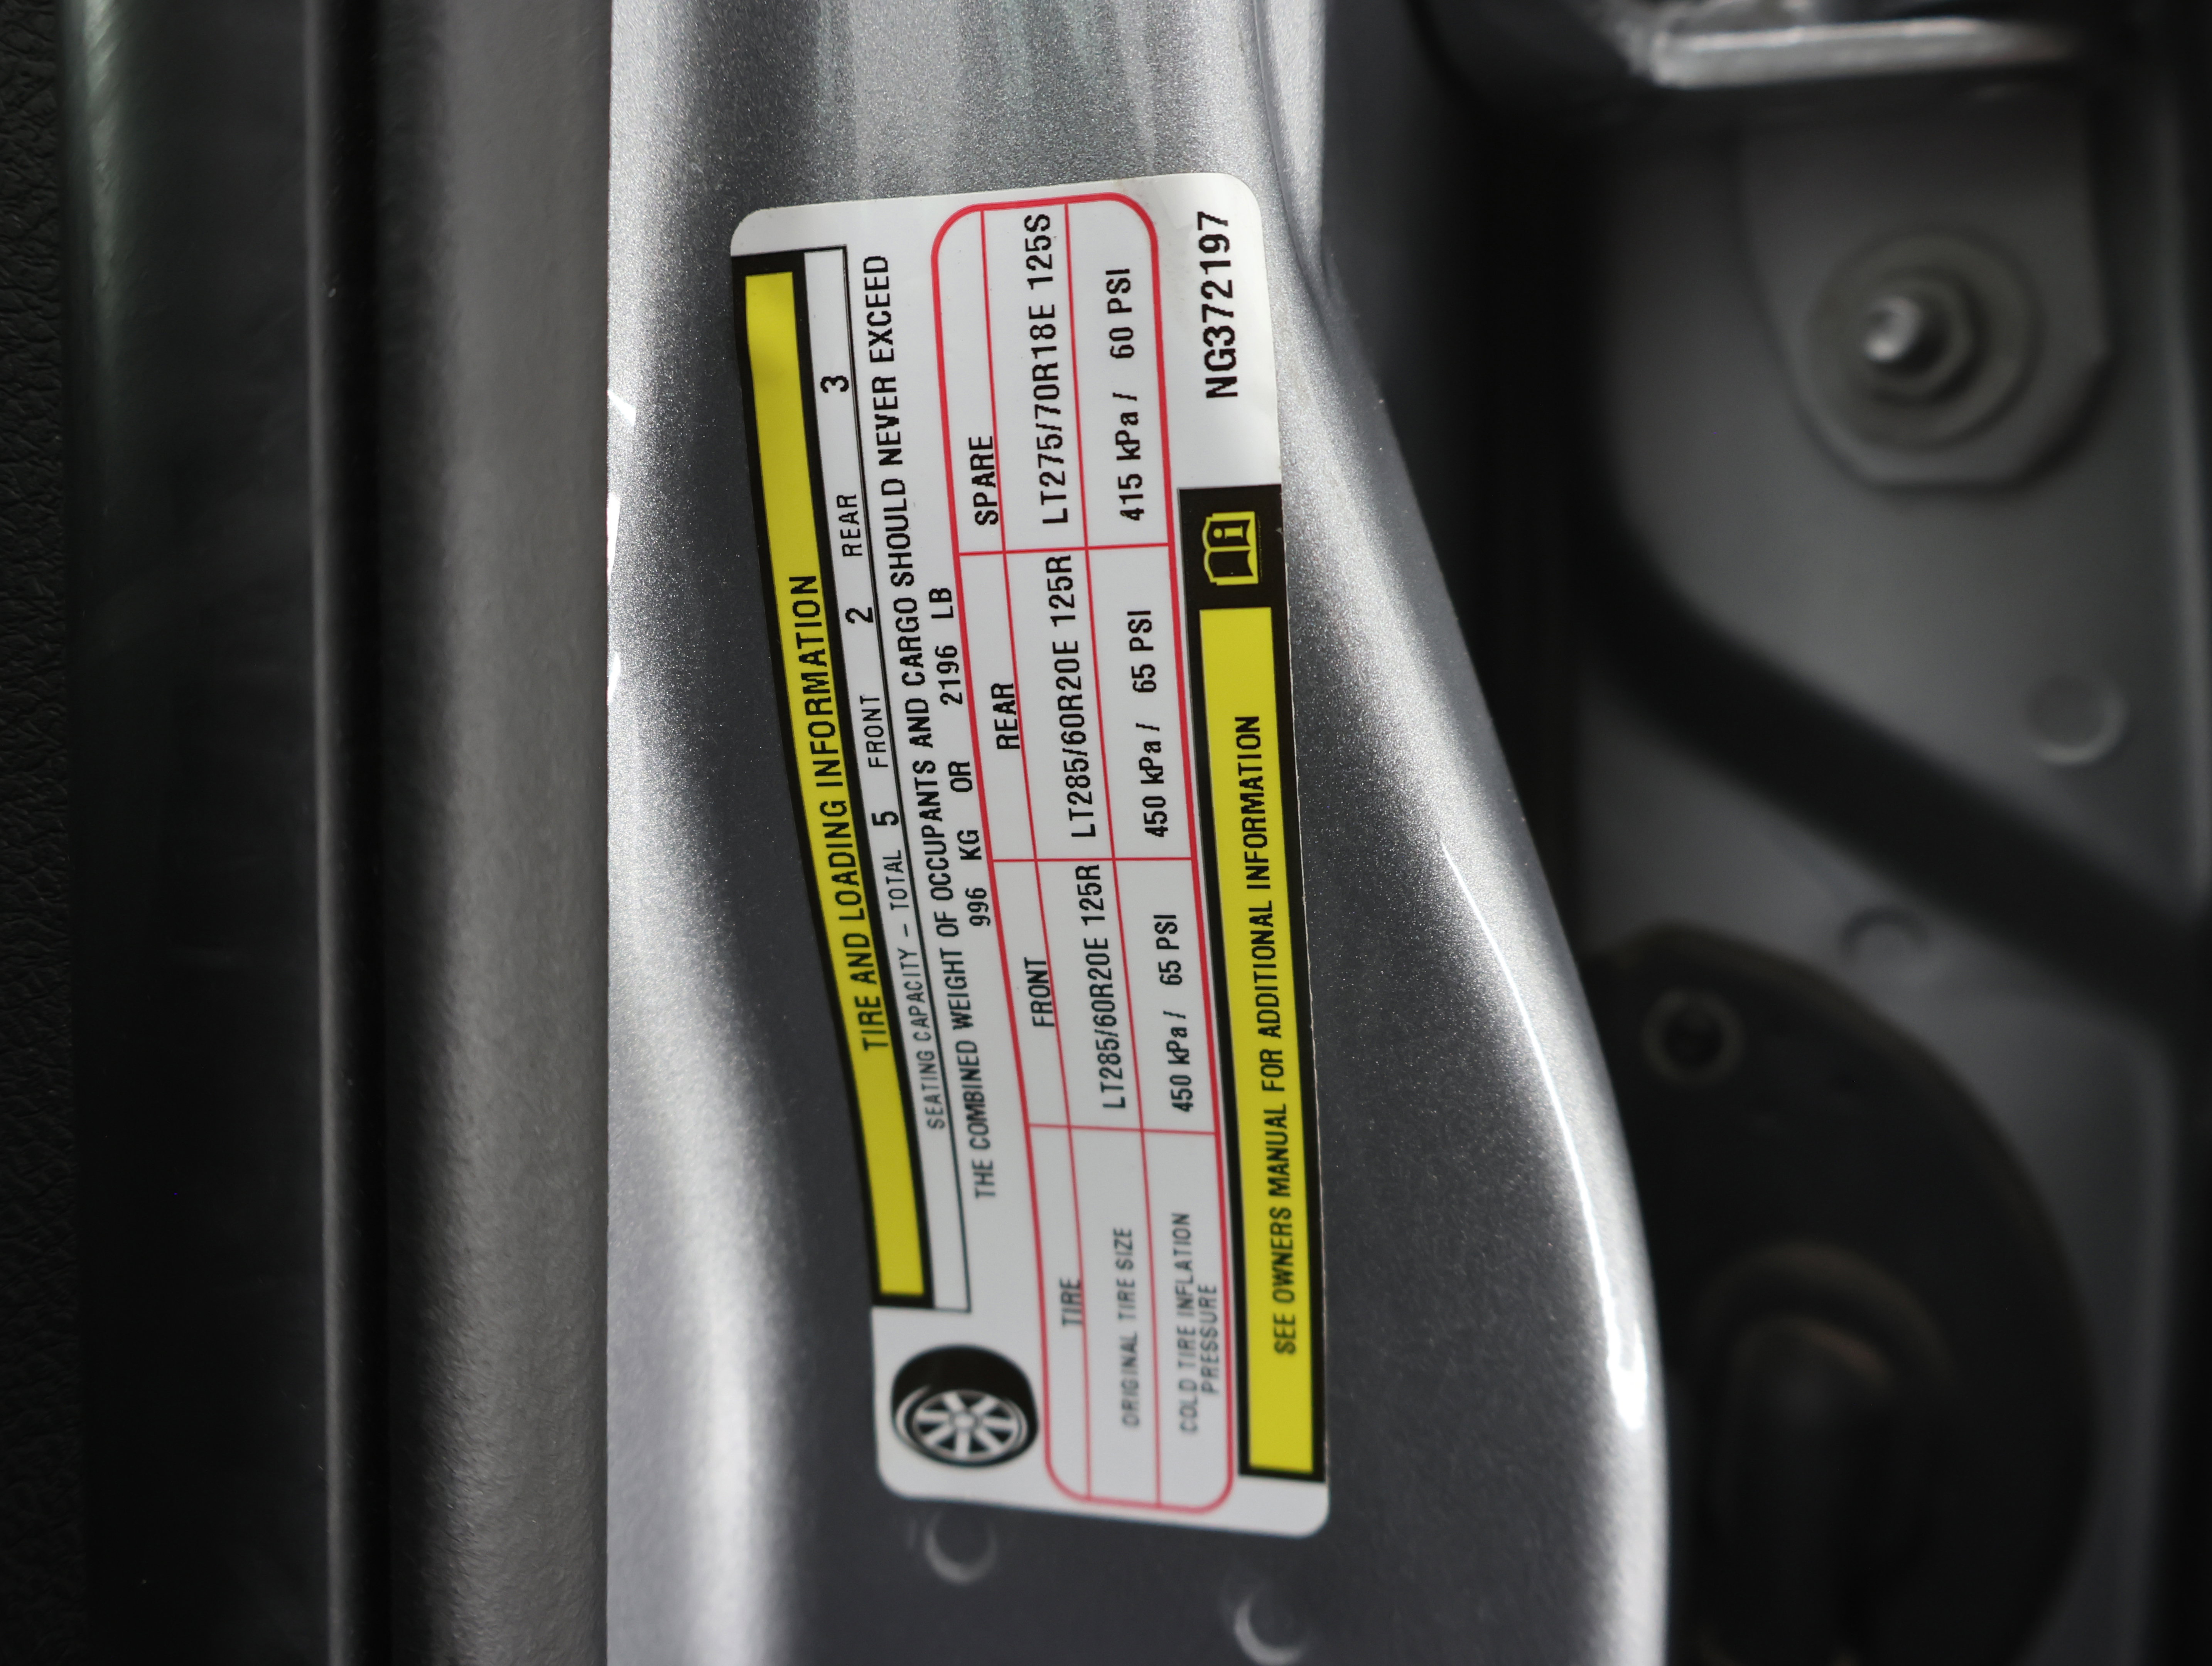 TIRE AND LOADING INFORMATION
SEATING CAPACITY – TOTAL 5 FRONT 2 REAR 3
THE COMBINED WEIGHT OF OCCUPANTS AND CARGO SHOULD NEVER EXCEED
996 KG OR 2196 LB
TIRE FRONT REAR SPARE
ORIGINAL TIRE SIZE LT285/60R20E 125R LT285/60R20E 125R LT275/70R18E 125S
COLD TIRE INFLATION PRESSURE 450 kPa / 65 PSI 450 kPa / 65 PSI 415 kPa / 60 PSI
SEE OWNERS MANUAL FOR ADDITIONAL INFORMATION
NG372197